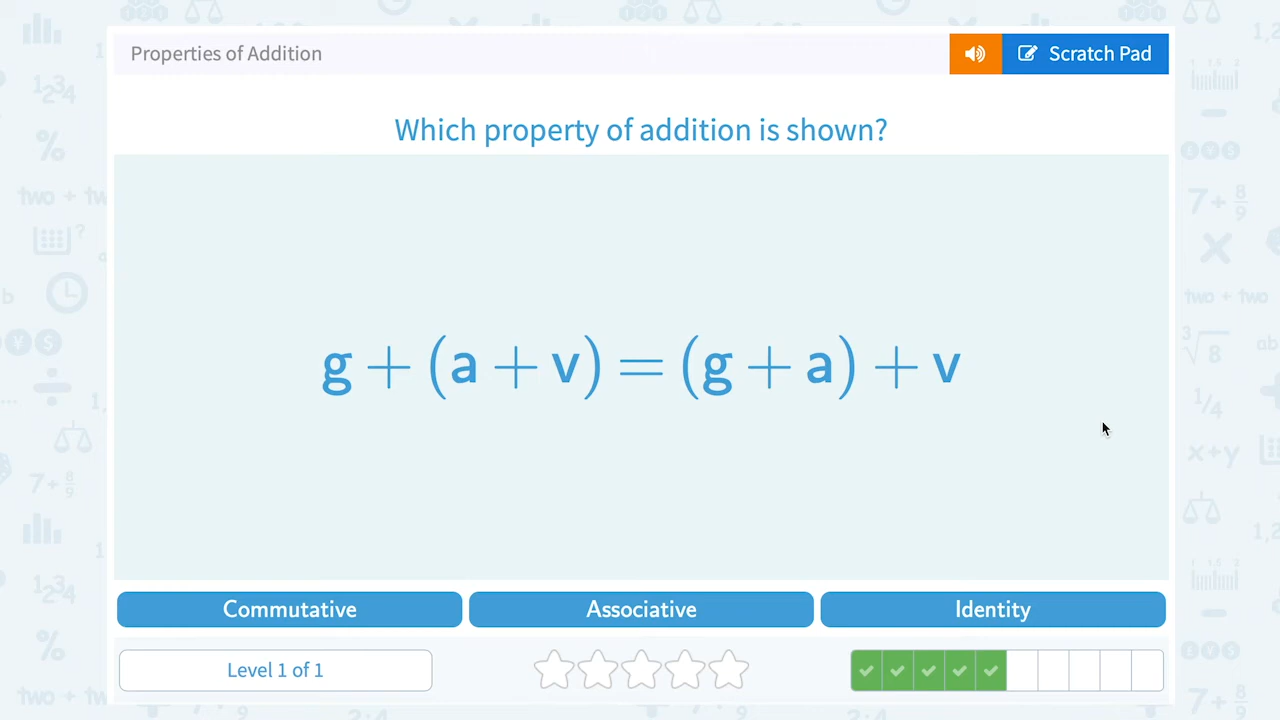 Properties of Addition
Scratch Pad
Which property of addition is shown?
g + (a + v) = (g + a) + v
Commutative
Associative
Identity
Level 1 of 1